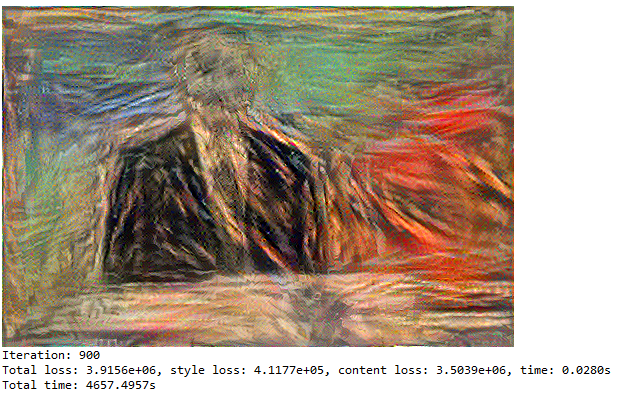 Iteration: 900
Total loss: 3.9156e+06, style loss: 4.1177e+05, content loss: 3.5039e+06, time: 0.0280s
Total time: 4657.4957s